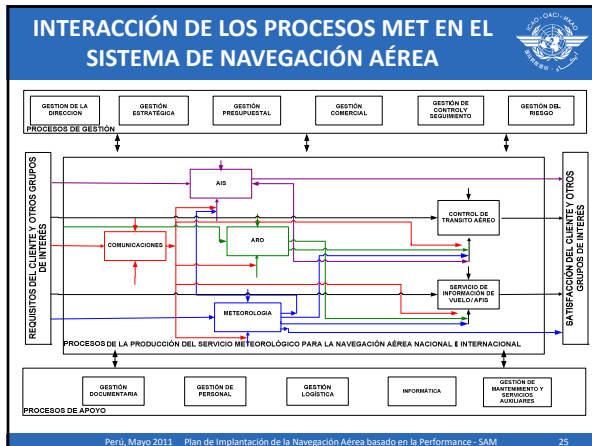 INTERACCIÓN DE LOS PROCESOS MET EN EL
SISTEMA DE NAVEGACIÓN AÉREA
ICAO · OACI · ИКАО
GESTION DE LA
DIRECCION
GESTIÓN
ESTRATÉGICA
GESTIÓN
PRESUPUESTAL
GESTIÓN
COMERCIAL
GESTIÓN DE
CONTROL Y
SEGUIMIENTO
GESTIÓN DEL
RIESGO
PROCESOS DE GESTIÓN
REQUISITOS DEL CLIENTE Y OTROS GRUPOS
DE INTERÉS
AIS
CONTROL DE
TRANSITO AÉREO
COMUNICACIONES
ARO
SERVICIO DE
INFORMACIÓN DE
VUELO / AFIS
METEOROLOGIA
PROCESOS DE LA PRODUCCIÓN DEL SERVICIO METEOROLÓGICO PARA LA NAVEGACIÓN AÉREA NACIONAL E INTERNACIONAL
SATISFACCIÓN DEL CLIENTE Y OTROS
GRUPOS DE INTERÉS
GESTIÓN
DOCUMENTARIA
GESTIÓN DE
PERSONAL
GESTIÓN
LOGÍSTICA
INFORMÁTICA
GESTIÓN DE
MANTENIMIENTO Y
SERVICIOS
AUXILIARES
PROCESOS DE APOYO
Perú, Mayo 2011 Plan de Implantación de la Navegación Aérea basado en la Performance - SAM 25